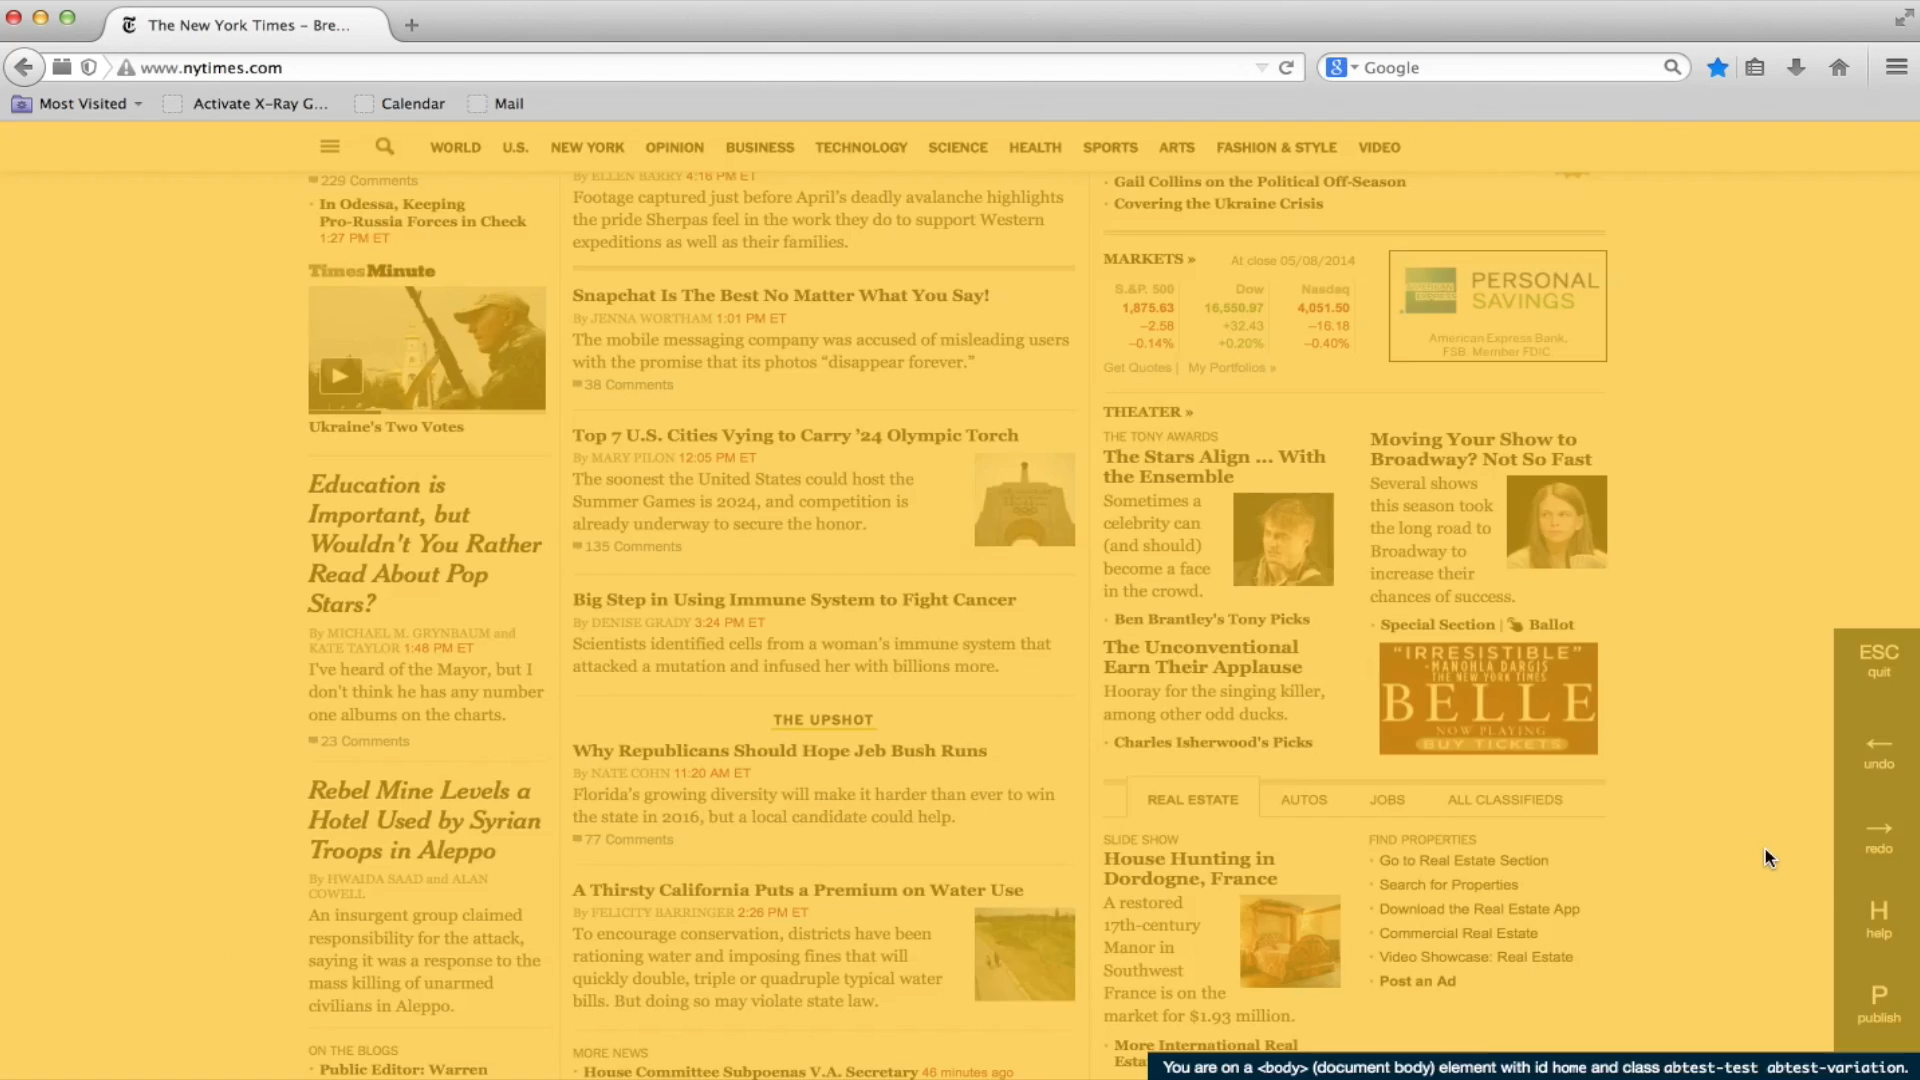 The New York Times – Bre...
www.nytimes.com
Google
Most Visited
Activate X-Ray G...
Calendar
Mail
WORLD U.S. NEW YORK OPINION BUSINESS TECHNOLOGY SCIENCE HEALTH SPORTS ARTS FASHION & STYLE VIDEO
229 Comments
In Odessa, Keeping
Pro-Russia Forces in Check
1:27 PM ET
TimesMinute
Ukraine's Two Votes
Education is
Important, but
Wouldn't You Rather
Read About Pop
Stars?
By MICHAEL M. GRYNBAUM and
KATE TAYLOR 1:48 PM ET
I've heard of the Mayor, but I
don't think he has any number
one albums on the charts.
23 Comments
Rebel Mine Levels a
Hotel Used by Syrian
Troops in Aleppo
By HWAIDA SAAD and ALAN
COWELL
An insurgent group claimed
responsibility for the attack,
saying it was a response to the
mass killing of unarmed
civilians in Aleppo.
ON THE BLOGS
Public Editor: Warren
By ELLEN BARRY 4:16 PM ET
Footage captured just before April's deadly avalanche highlights
the pride Sherpas feel in the work they do to support Western
expeditions as well as their families.
Snapchat Is The Best No Matter What You Say!
By JENNA WORTHAM 1:01 PM ET
The mobile messaging company was accused of misleading users
with the promise that its photos “disappear forever.”
38 Comments
Top 7 U.S. Cities Vying to Carry ’24 Olympic Torch
By MARY PILON 12:05 PM ET
The soonest the United States could host the
Summer Games is 2024, and competition is
already underway to secure the honor.
135 Comments
Big Step in Using Immune System to Fight Cancer
By DENISE GRADY 3:24 PM ET
Scientists identified cells from a woman's immune system that
attacked a mutation and infused her with billions more.
THE UPSHOT
Why Republicans Should Hope Jeb Bush Runs
By NATE COHN 11:20 AM ET
Florida's growing diversity will make it harder than ever to win
the state in 2016, but a local candidate could help.
77 Comments
A Thirsty California Puts a Premium on Water Use
By FELICITY BARRINGER 2:26 PM ET
To encourage conservation, districts have been
rationing water and imposing fines that will
quickly double, triple or quadruple typical water
bills. But doing so may violate state law.
MORE NEWS
House Committee Subpoenas V.A. Secretary 46 minutes ago
Gail Collins on the Political Off-Season
Covering the Ukraine Crisis
MARKETS » At close 05/08/2014
S.&P. 500 Dow Nasdaq
1,875.63 16,550.97 4,051.50
–2.58 +32.43 –16.18
–0.14% +0.20% –0.40%
Get Quotes | My Portfolios »
AMERICAN EXPRESS
PERSONAL
SAVINGS
American Express Bank,
FSB. Member FDIC
THEATER »
THE TONY AWARDS
The Stars Align ... With
the Ensemble
Sometimes a
celebrity can
(and should)
become a face
in the crowd.
Ben Brantley's Tony Picks
The Unconventional
Earn Their Applause
Hooray for the singing killer,
among other odd ducks.
Charles Isherwood's Picks
Moving Your Show to
Broadway? Not So Fast
Several shows
this season took
the long road to
Broadway to
increase their
chances of success.
Special Section | Ballot
"IRRESISTIBLE"
-MANOHLA DARGIS
THE NEW YORK TIMES
BELLE
NOW PLAYING
BUY TICKETS
REAL ESTATE AUTOS JOBS ALL CLASSIFIEDS
SLIDE SHOW
House Hunting in
Dordogne, France
A restored
17th-century
Manor in
Southwest
France is on the
market for $1.93 million.
More International Real
Esta
FIND PROPERTIES
Go to Real Estate Section
Search for Properties
Download the Real Estate App
Commercial Real Estate
Video Showcase: Real Estate
Post an Ad
ESC
quit
←
undo
→
redo
H
help
P
publish
You are on a <body> (document body) element with id home and class abtest-test abtest-variation.